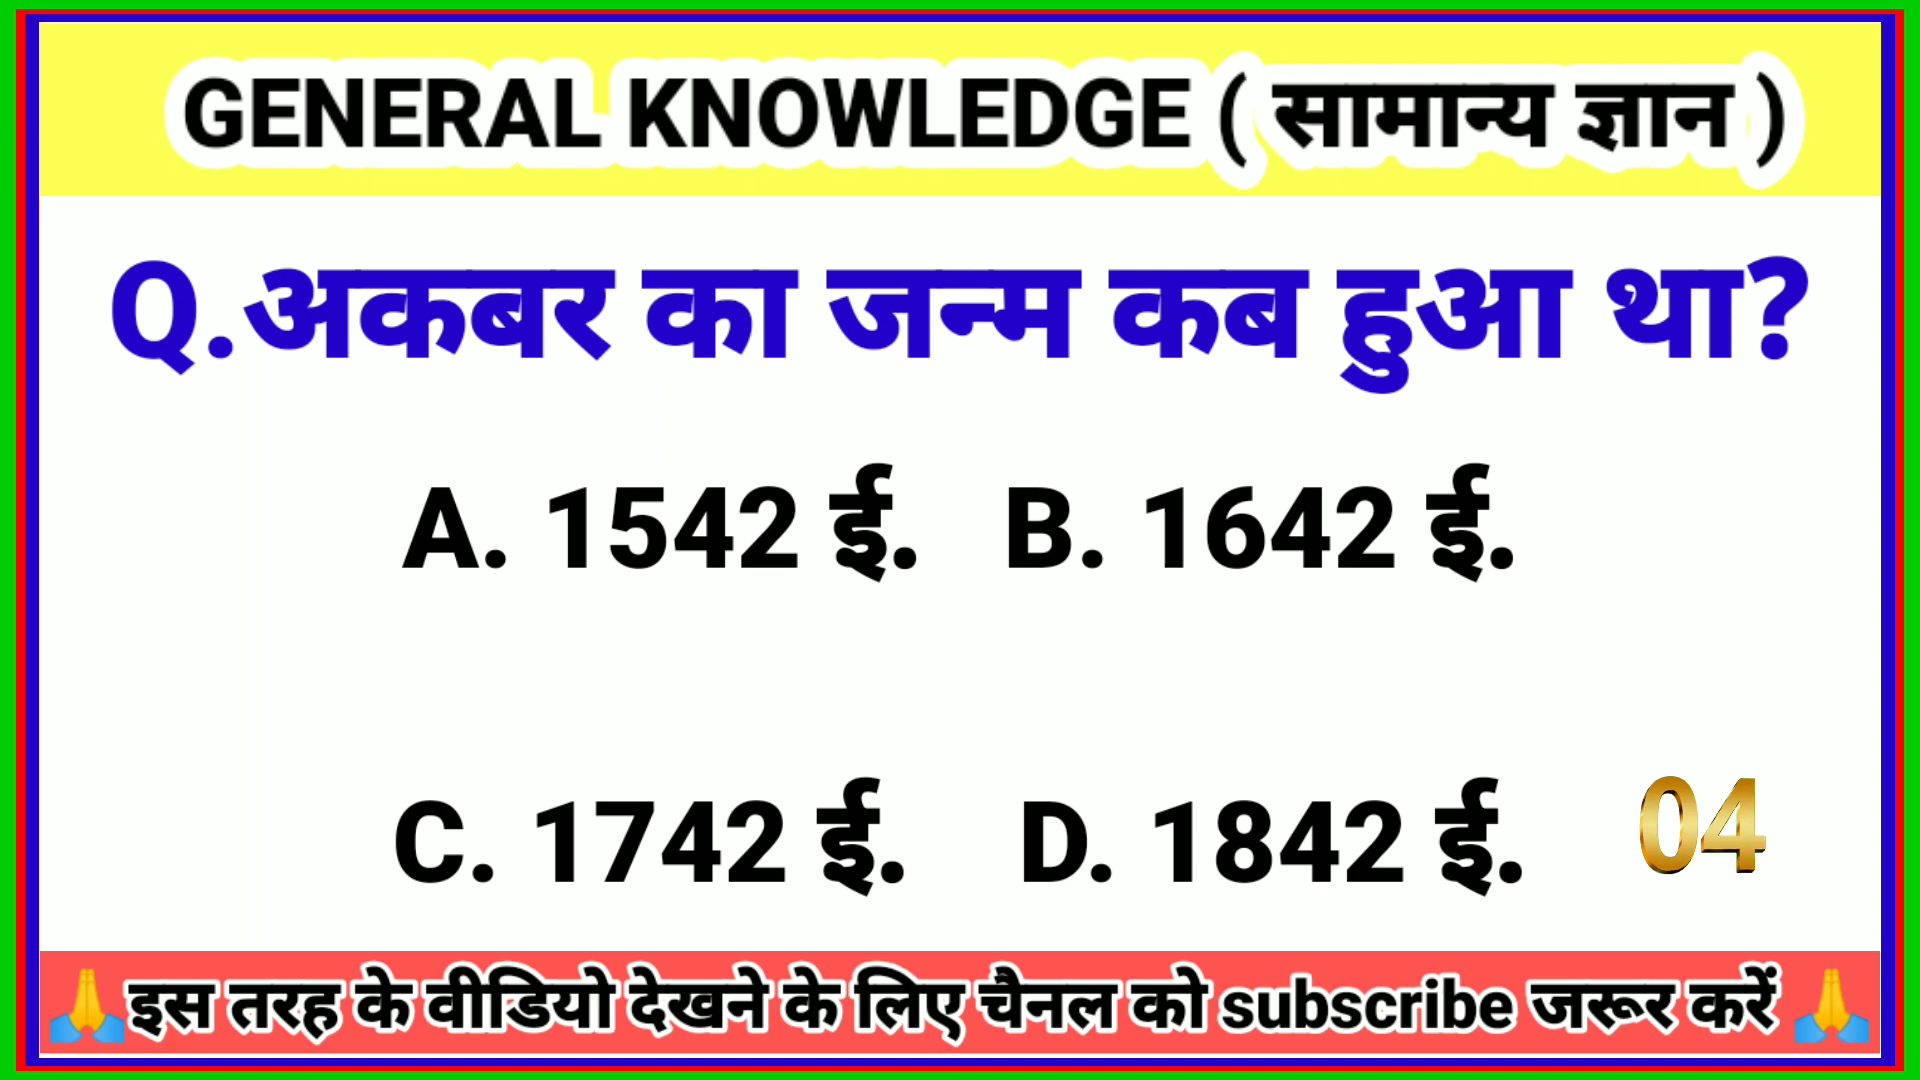 GENERAL KNOWLEDGE ( सामान्य ज्ञान )
Q.अकबर का जन्म कब हुआ था?
A. 1542 ई. B. 1642 ई.
C. 1742 ई. D. 1842 ई.
04
🙏इस तरह के वीडियो देखने के लिए चैनल को subscribe जरूर करें 🙏